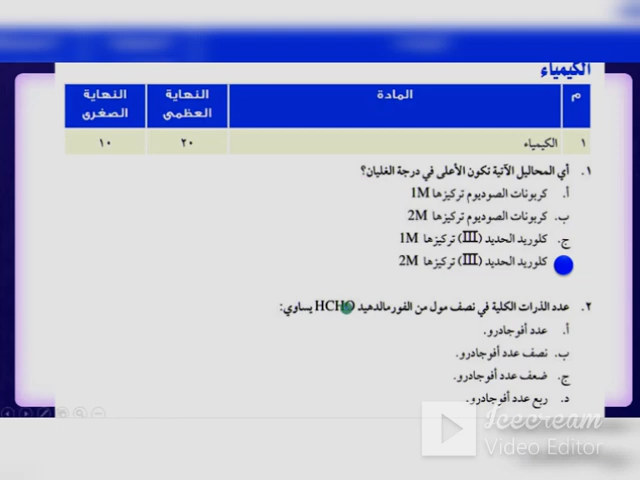 الكيمياء
م المادة النهاية العظمى النهاية الصغرى
١ الكيمياء ٢٠ ١٠
١. أي المحاليل الآتية تكون الأعلى في درجة الغليان؟
أ. كربونات الصوديوم تركيزها 1M
ب. كربونات الصوديوم تركيزها 2M
ج. كلوريد الحديد (III) تركيزها 1M
كلوريد الحديد (III) تركيزها 2M
٢. عدد الذرات الكلية في نصف مول من الفورمالدهيد HCHO يساوي:
أ. عدد أفوجادرو.
ب. نصف عدد أفوجادرو.
ج. ضعف عدد أفوجادرو.
د. ربع عدد أفوجادرو.
Icecream
Video Editor